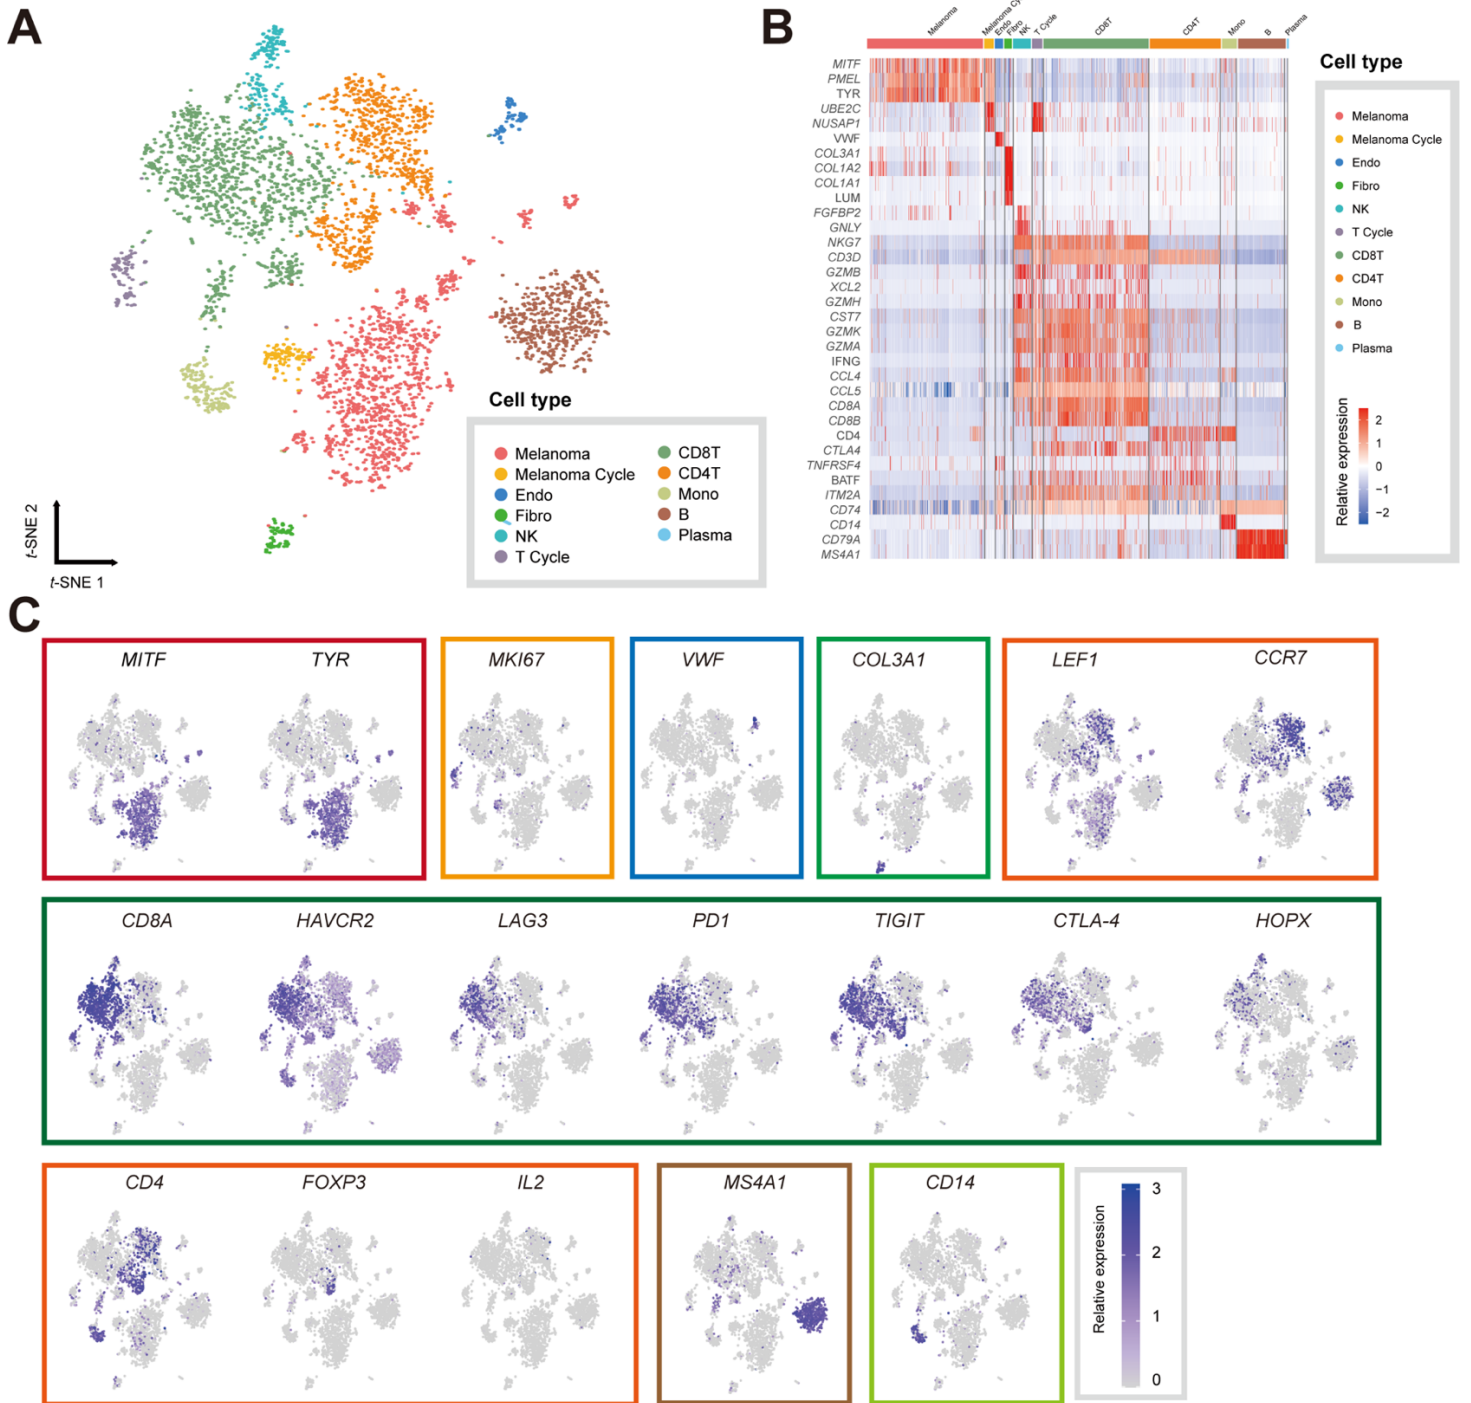 A
Cell type
Melanoma
Melanoma Cycle
Endo
Fibro
NK
T Cycle
CD8T
CD4T
Mono
B
Plasma
t-SNE 2
t-SNE 1
B
Melanoma
Melanoma Cy
Endo
Fibro
NK
T Cycle
CD8T
CD4T
Mono
B
Plasma
MITF
PMEL
TYR
UBE2C
NUSAP1
VWF
COL3A1
COL1A2
COL1A1
LUM
FGFBP2
GNLY
NKG7
CD3D
GZMB
XCL2
GZMH
CST7
GZMK
GZMA
IFNG
CCL4
CCL5
CD8A
CD8B
CD4
CTLA4
TNFRSF4
BATF
ITM2A
CD74
CD14
CD79A
MS4A1
Cell type
Melanoma
Melanoma Cycle
Endo
Fibro
NK
T Cycle
CD8T
CD4T
Mono
B
Plasma
Relative expression
2
1
0
−1
−2
C
MITF TYR MKI67 VWF COL3A1 LEF1 CCR7
CD8A HAVCR2 LAG3 PD1 TIGIT CTLA-4 HOPX
CD4 FOXP3 IL2 MS4A1 CD14
Relative expression
3
2
1
0